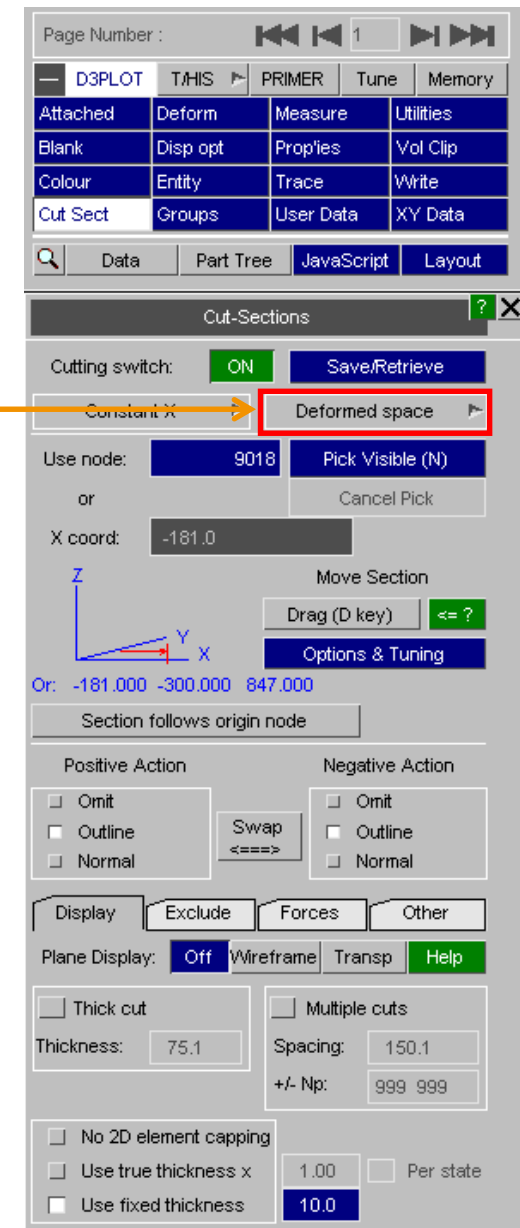 Page Number : 1
D3PLOT T/HIS PRIMER Tune Memory
Attached Deform Measure Utilities
Blank Disp opt Prop'ies Vol Clip
Colour Entity Trace Write
Cut Sect Groups User Data XY Data
Data Part Tree JavaScript Layout
Cut-Sections ? X
Cutting switch: ON Save/Retrieve
Constant X Deformed space
Use node: 9018 Pick Visible (N)
or Cancel Pick
X coord: -181.0
Z Move Section
Drag (D key) <= ?
Y
X Options & Tuning
Or: -181.000 -300.000 847.000
Section follows origin node
Positive Action Negative Action
Omit Omit
Outline Swap Outline
<===>
Normal Normal
Display Exclude Forces Other
Plane Display: Off Wireframe Transp Help
Thick cut Multiple cuts
Thickness: 75.1 Spacing: 150.1
+/- Np: 999 999
No 2D element capping
Use true thickness x 1.00 Per state
Use fixed thickness 10.0